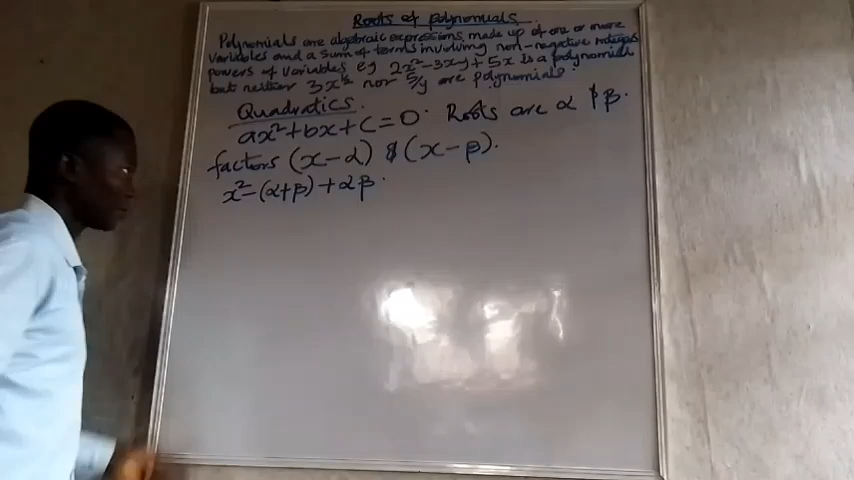 Roots of polynomials
Polynomials are algebraic expressions made up of one or more
variables and a sum of terms involving non-negative integers
powers of variables eg 2x²-3xy+5x is a polynomial
but neither 3x^½ nor 5/y are polynomials.
Quadratics.
ax²+bx+c=0. Roots are α & β.
factors (x-α) & (x-β).
x²-(α+β)+αβ.